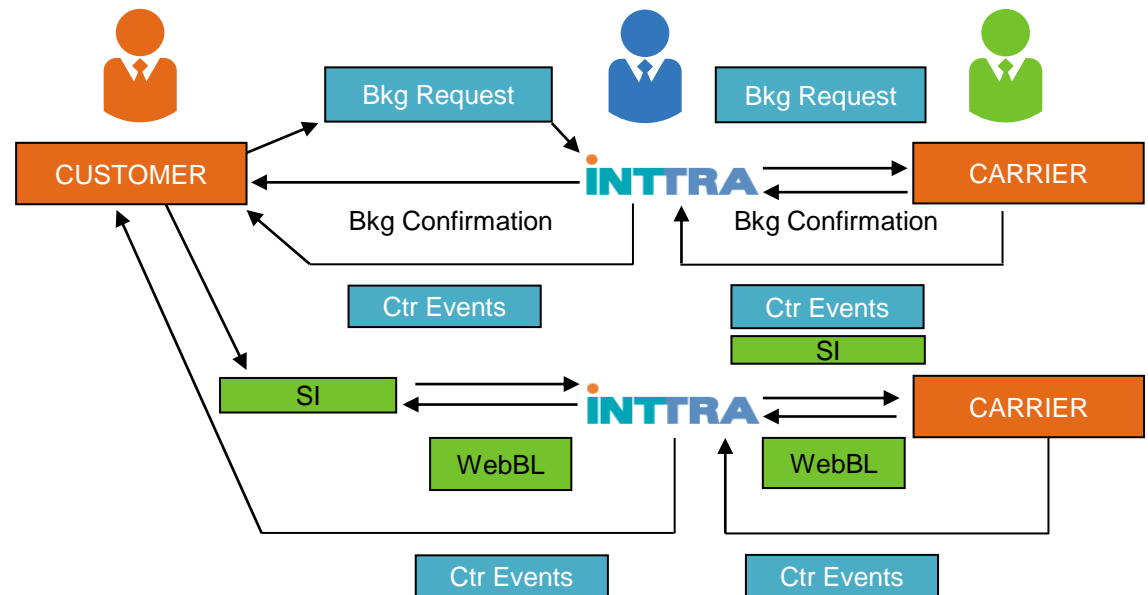 Bkg Request
Bkg Request
CUSTOMER
INTTRA
CARRIER
Bkg Confirmation
Bkg Confirmation
Ctr Events
Ctr Events
SI
SI
INTTRA
CARRIER
WebBL
WebBL
Ctr Events
Ctr Events